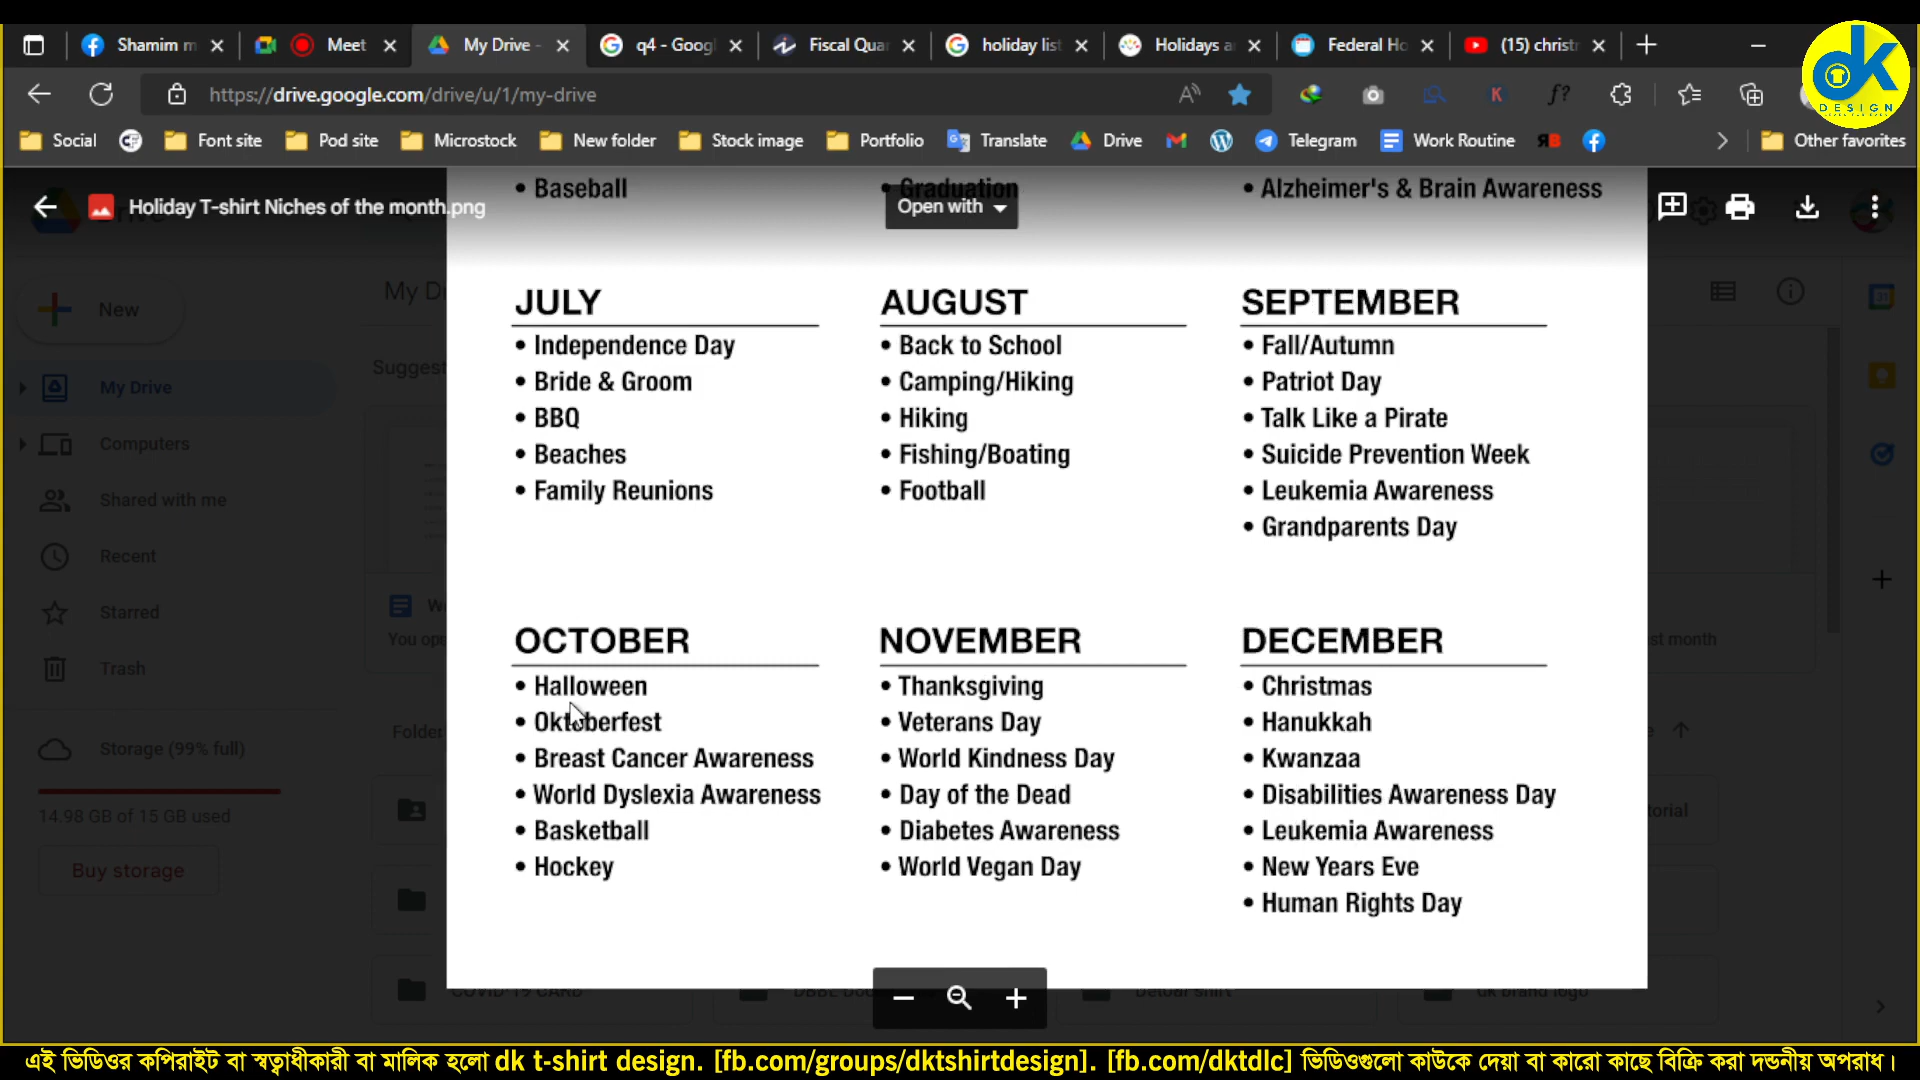 Shamim m
Meet
My Drive -
q4 - Goog
Fiscal Qua
holiday list
Holidays a
Federal Ho
(15) christ
https://drive.google.com/drive/u/1/my-drive
DESIGN
Social
Font site
Pod site
Microstock
New folder
Stock image
Portfolio
Translate
Drive
Telegram
Work Routine
Other favorites
Holiday T-shirt Niches of the month.png
Open with
• Baseball
• Graduation
• Alzheimer's & Brain Awareness
New
My Drive
Computers
Shared with me
Recent
Starred
Trash
Storage (99% full)
14.98 GB of 15 GB used
Buy storage
Suggest
You ope
Folder
st month
torial
JULY
• Independence Day
• Bride & Groom
• BBQ
• Beaches
• Family Reunions
AUGUST
• Back to School
• Camping/Hiking
• Hiking
• Fishing/Boating
• Football
SEPTEMBER
• Fall/Autumn
• Patriot Day
• Talk Like a Pirate
• Suicide Prevention Week
• Leukemia Awareness
• Grandparents Day
OCTOBER
• Halloween
• Oktoberfest
• Breast Cancer Awareness
• World Dyslexia Awareness
• Basketball
• Hockey
NOVEMBER
• Thanksgiving
• Veterans Day
• World Kindness Day
• Day of the Dead
• Diabetes Awareness
• World Vegan Day
DECEMBER
• Christmas
• Hanukkah
• Kwanzaa
• Disabilities Awareness Day
• Leukemia Awareness
• New Years Eve
• Human Rights Day
এই ভিডিওর কপিরাইট বা স্বত্বাধীকারী বা মালিক হলো dk t-shirt design. [fb.com/groups/dktshirtdesign]. [fb.com/dktdlc] ভিডিওগুলো কাউকে দেয়া বা কারো কাছে বিক্রি করা দন্ডনীয় অপরাধ।